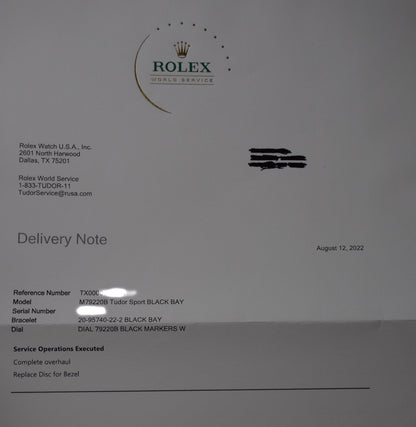 ROLEX
WORLD SERVICE
Rolex Watch U.S.A., Inc.
2601 North Harwood
Dallas, TX 75201
Rolex World Service
1-833-TUDOR-11
TudorService@rusa.com
Delivery Note
August 12, 2022
Reference Number TX000
Model M79220B Tudor Sport BLACK BAY
Serial Number
Bracelet 20-95740-22-2 BLACK BAY
Dial DIAL 79220B BLACK MARKERS W
Service Operations Executed
Complete overhaul
Replace Disc for Bezel